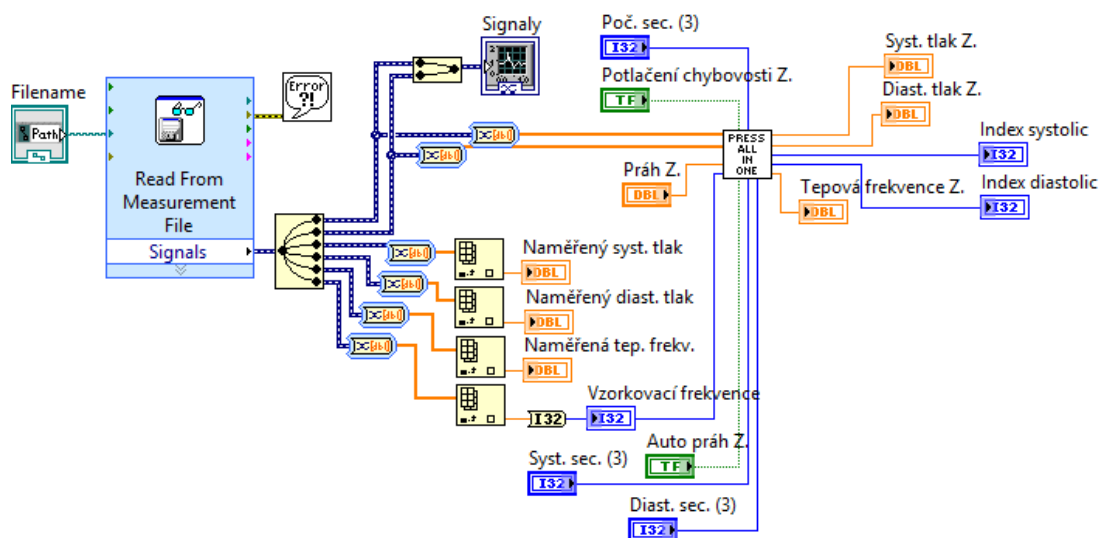 Signaly
Poč. sec. (3)
I32
Syst. tlak Z.
DBL
Potlačení chybovosti Z.
TF
Diast. tlak Z.
DBL
Filename
Path
Error
?!
PRESS
ALL
IN
ONE
Index systolic
I32
Read From
Measurement
File
Signals
Práh Z.
DBL
Tepová frekvence Z.
DBL
Index diastolic
I32
Naměřený syst. tlak
DBL
Naměřený diast. tlak
DBL
Naměřená tep. frekv.
DBL
Vzorkovací frekvence
I32
I32
Auto práh Z.
TF
Syst. sec. (3)
I32
Diast. sec. (3)
I32